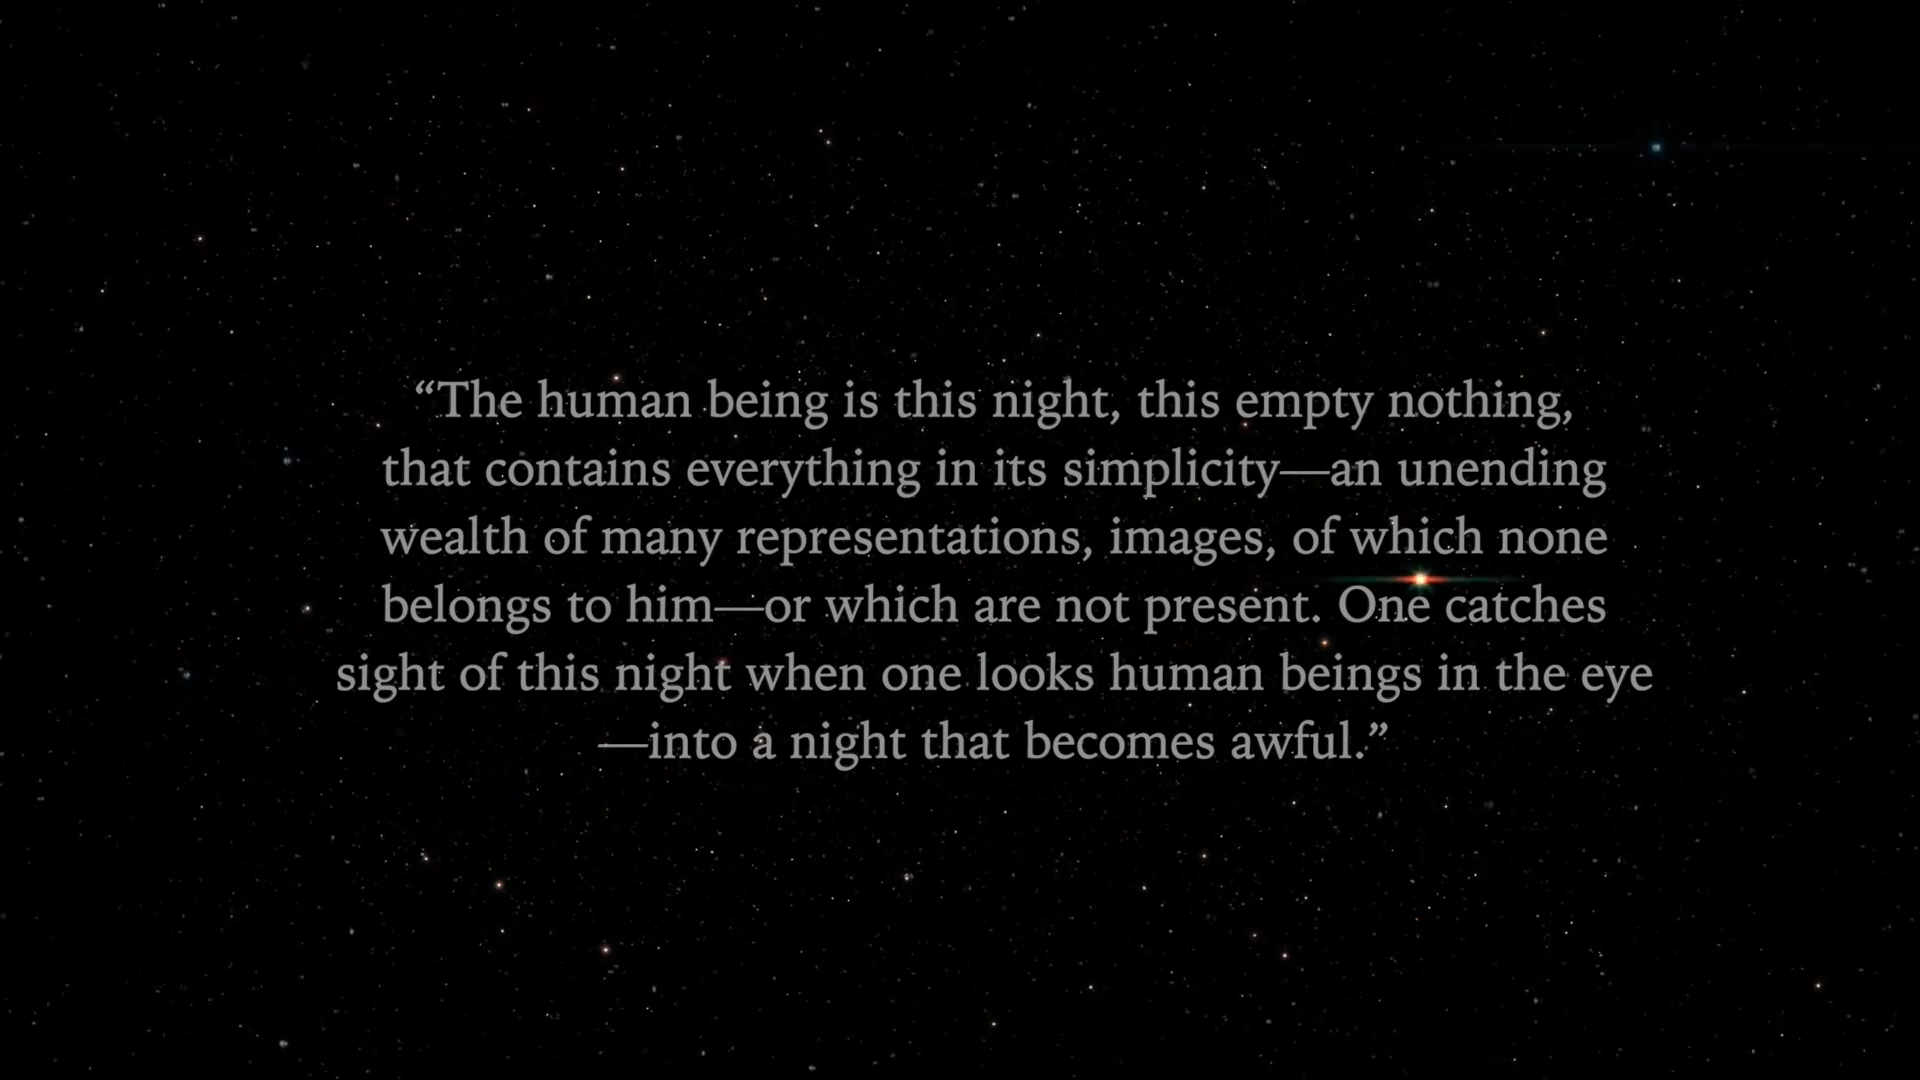 “The human being is this night, this empty nothing,
that contains everything in its simplicity—an unending
wealth of many representations, images, of which none
belongs to him—or which are not present. One catches
sight of this night when one looks human beings in the eye
—into a night that becomes awful.”